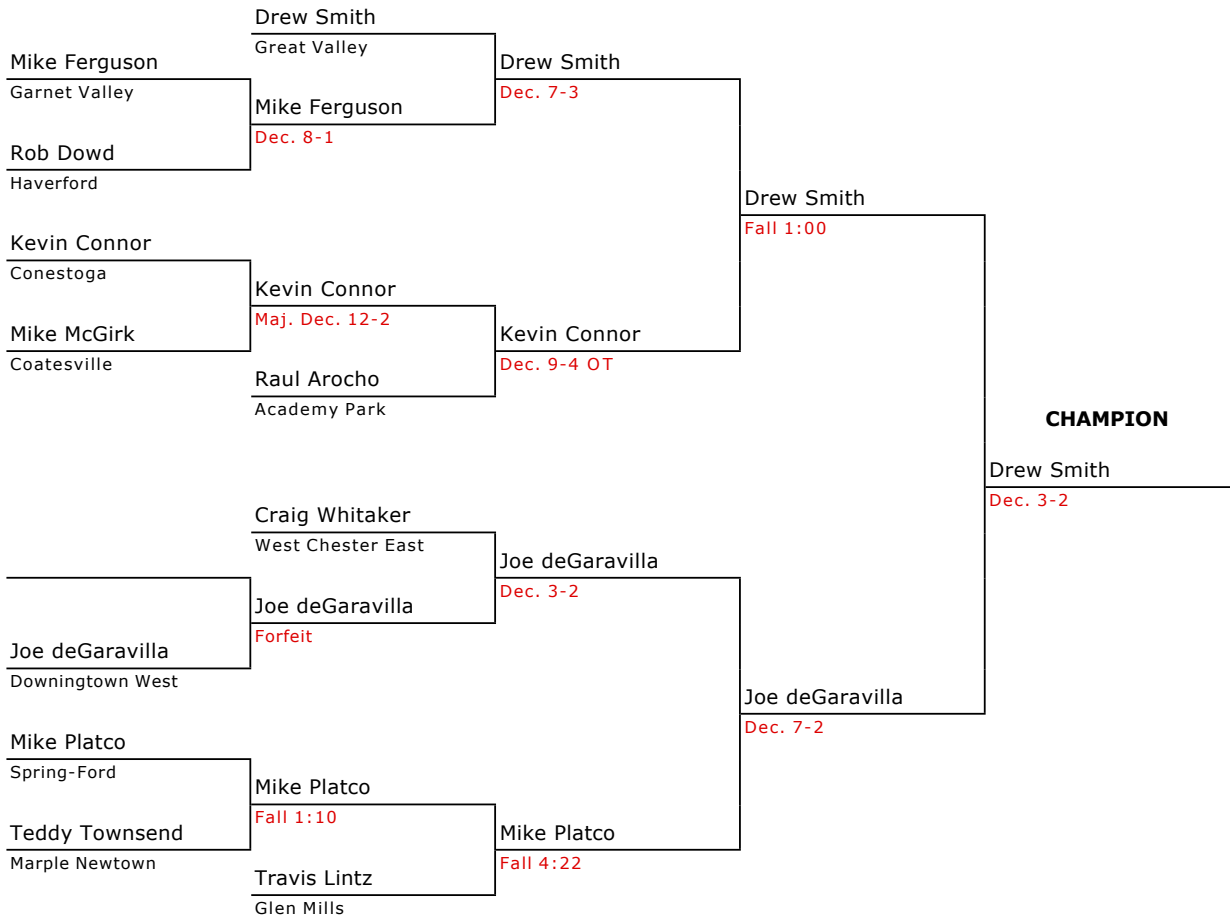 Drew Smith
Great Valley
Mike Ferguson
Garnet Valley
Drew Smith
Dec. 7-3
Mike Ferguson
Dec. 8-1
Rob Dowd
Haverford
Drew Smith
Fall 1:00
Kevin Connor
Conestoga
Kevin Connor
Maj. Dec. 12-2
Mike McGirk
Coatesville
Kevin Connor
Dec. 9-4 OT
Raul Arocho
Academy Park
CHAMPION
Drew Smith
Dec. 3-2
Craig Whitaker
West Chester East
Joe deGaravilla
Dec. 3-2
Joe deGaravilla
Forfeit
Joe deGaravilla
Downingtown West
Joe deGaravilla
Dec. 7-2
Mike Platco
Spring-Ford
Mike Platco
Fall 1:10
Teddy Townsend
Marple Newtown
Mike Platco
Fall 4:22
Travis Lintz
Glen Mills